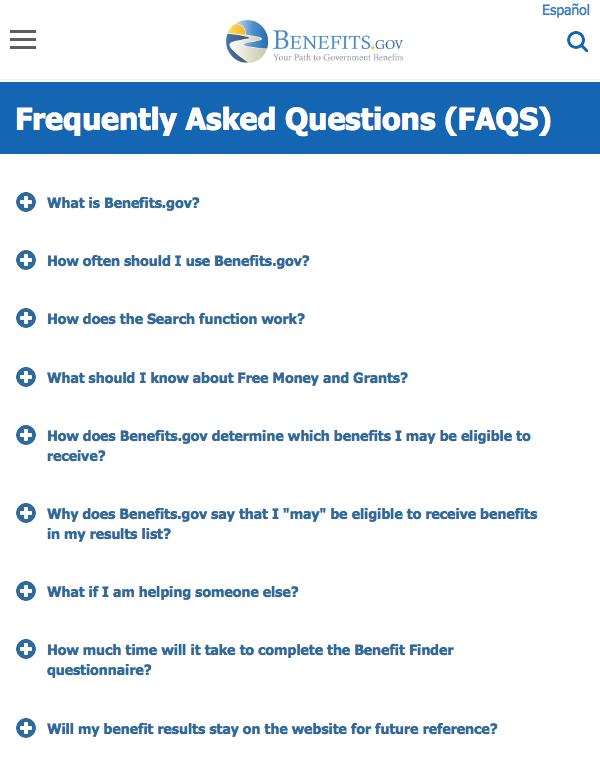 Español
BENEFITS.GOV
Your Path to Government Benefits
Frequently Asked Questions (FAQS)
What is Benefits.gov?
How often should I use Benefits.gov?
How does the Search function work?
What should I know about Free Money and Grants?
How does Benefits.gov determine which benefits I may be eligible to
receive?
Why does Benefits.gov say that I "may" be eligible to receive benefits
in my results list?
What if I am helping someone else?
How much time will it take to complete the Benefit Finder
questionnaire?
Will my benefit results stay on the website for future reference?